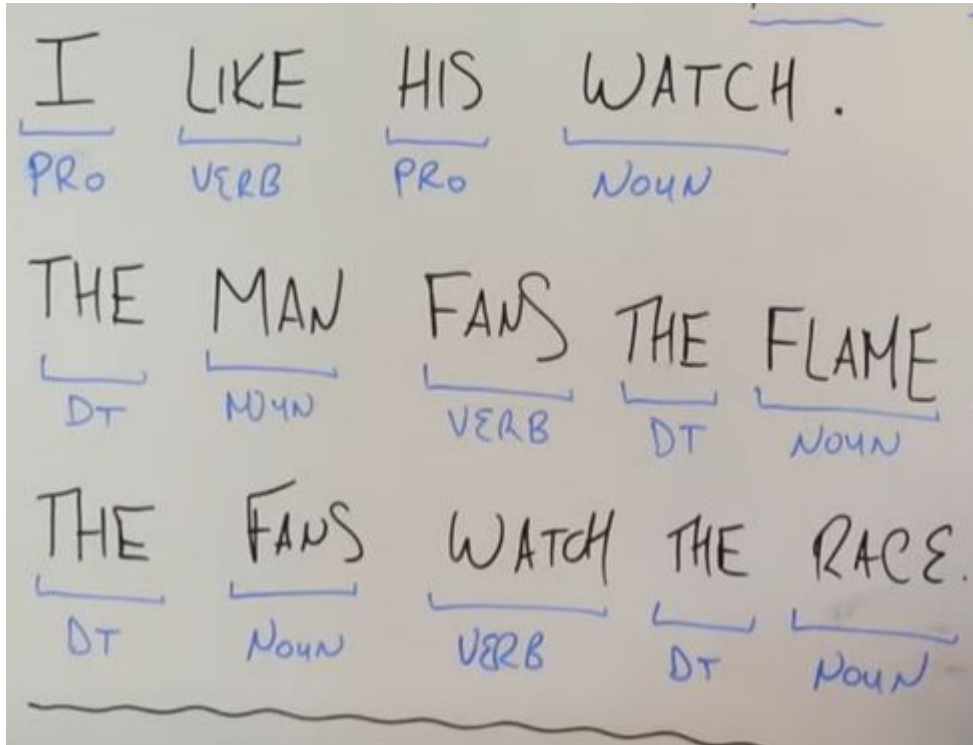 I LIKE HIS WATCH.
PRO VERB PRO NOUN
THE MAN FANS THE FLAME
DT NOUN VERB DT NOUN
THE FANS WATCH THE RACE.
DT NOUN VERB DT NOUN